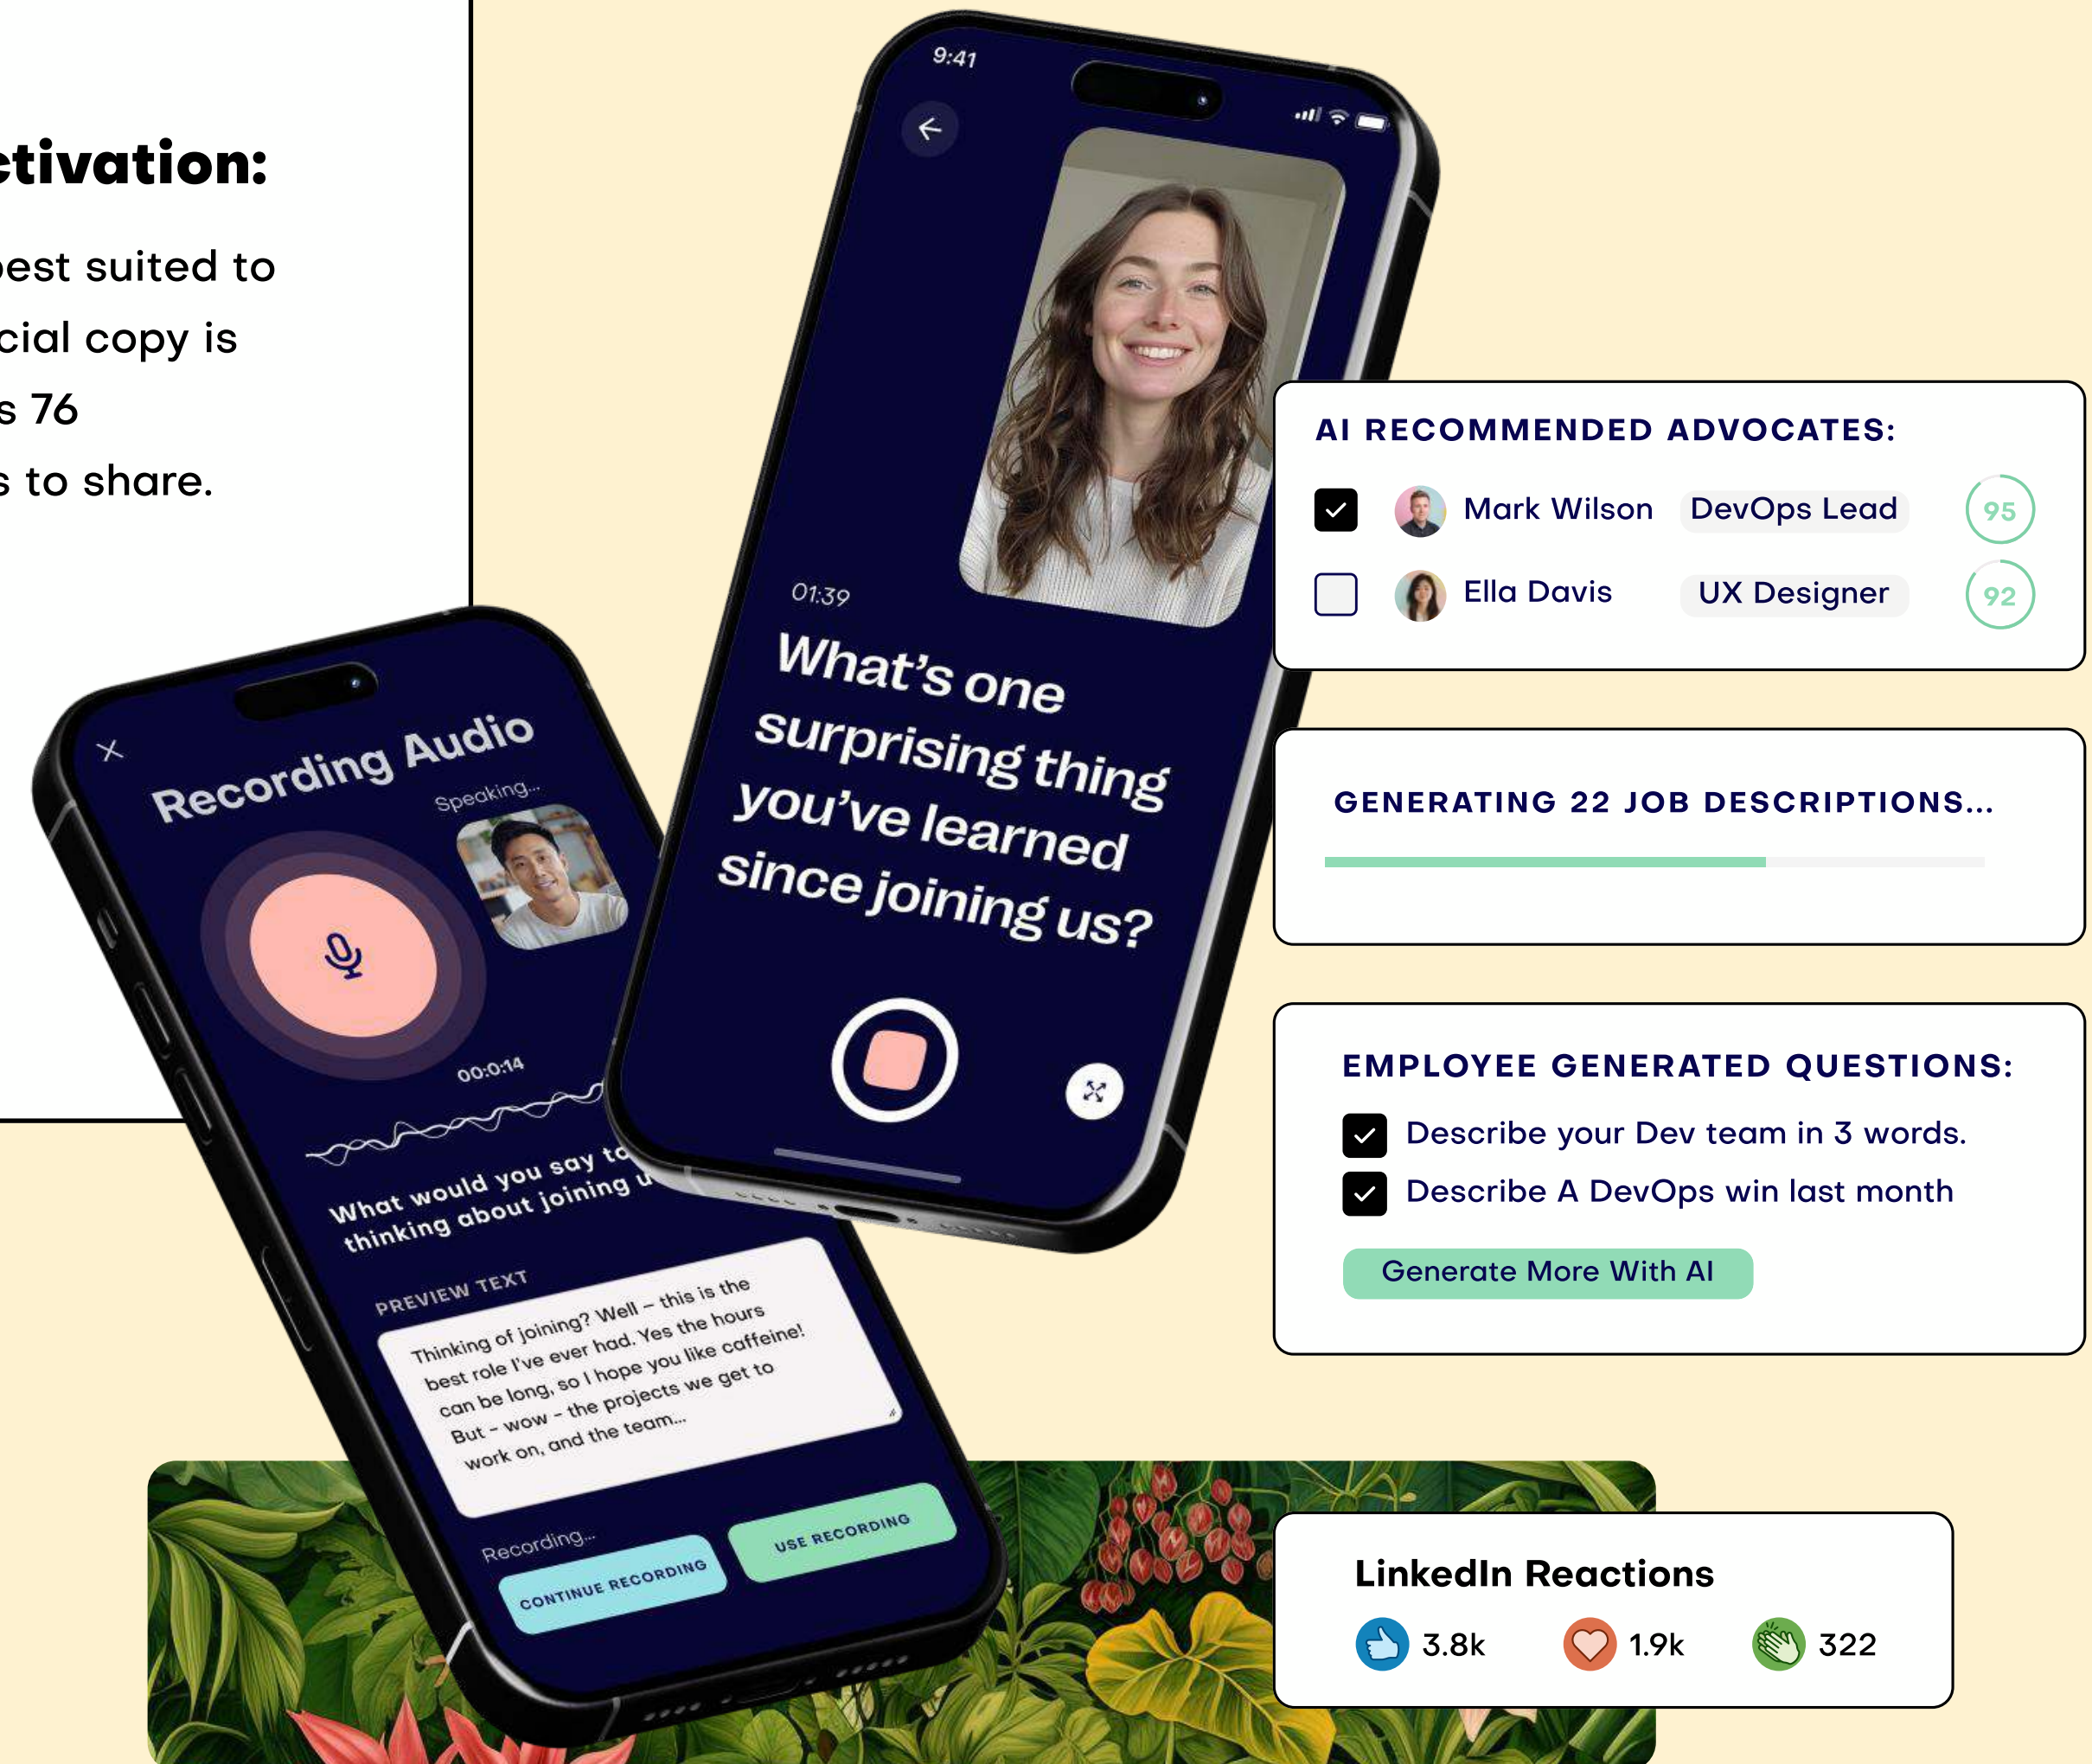 ctivation:
best suited to
cial copy is
s 76
s to share.
9:41
01:39
What's one
surprising thing
you've learned
since joining us?
Recording Audio
Speaking...
00:0:14
What would you say to
thinking about joining u
PREVIEW TEXT
Thinking of joining? Well – this is the
best role I've ever had. Yes the hours
can be long, so I hope you like caffeine!
But - wow - the projects we get to
work on, and the team...
Recording...
CONTINUE RECORDING
USE RECORDING
AI RECOMMENDED ADVOCATES:
Mark Wilson DevOps Lead 95
Ella Davis UX Designer 92
GENERATING 22 JOB DESCRIPTIONS...
EMPLOYEE GENERATED QUESTIONS:
Describe your Dev team in 3 words.
Describe A DevOps win last month
Generate More With AI
LinkedIn Reactions
3.8k 1.9k 322